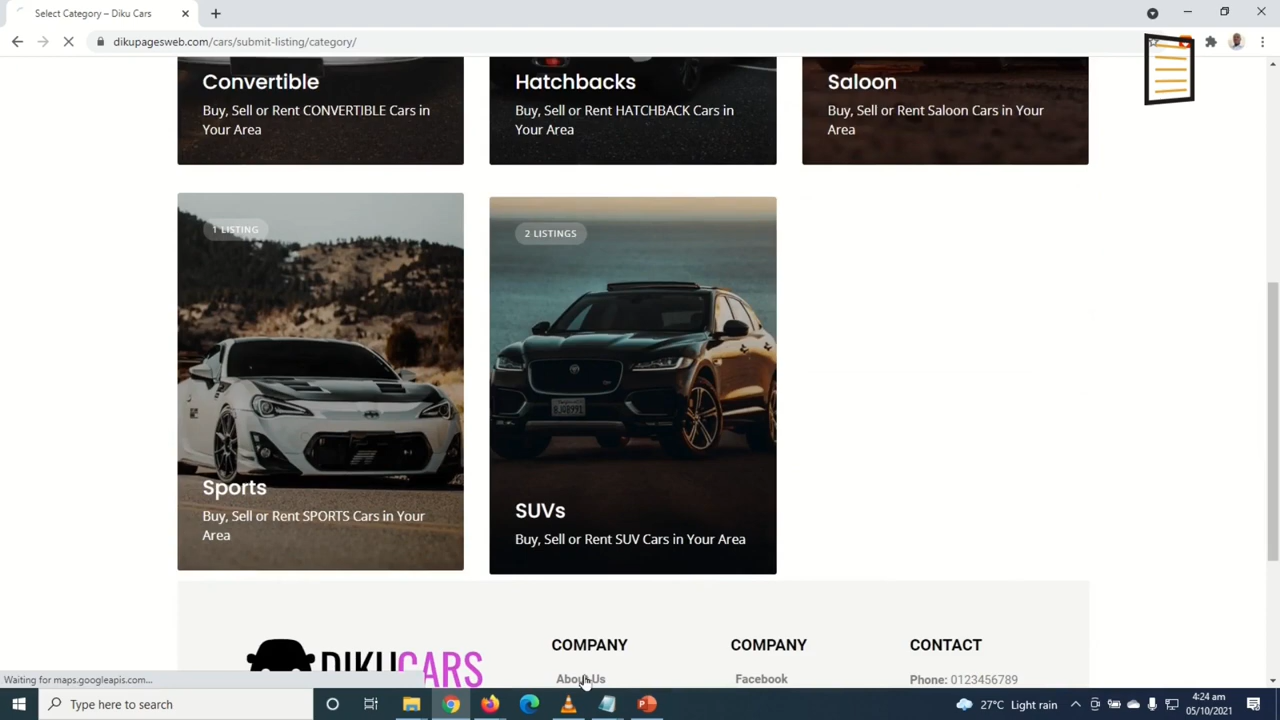 Select Category – Diku Cars
dikupagesweb.com/cars/submit-listing/category/
Convertible
Buy, Sell or Rent CONVERTIBLE Cars in
Your Area
Hatchbacks
Buy, Sell or Rent HATCHBACK Cars in
Your Area
Saloon
Buy, Sell or Rent Saloon Cars in Your
Area
1 LISTING
Sports
Buy, Sell or Rent SPORTS Cars in Your
Area
2 LISTINGS
SUVs
Buy, Sell or Rent SUV Cars in Your Area
DIKUCARS
COMPANY
About Us
COMPANY
Facebook
CONTACT
Phone: 0123456789
Waiting for maps.googleapis.com...
Type here to search
27°C Light rain
4:24 am
05/10/2021